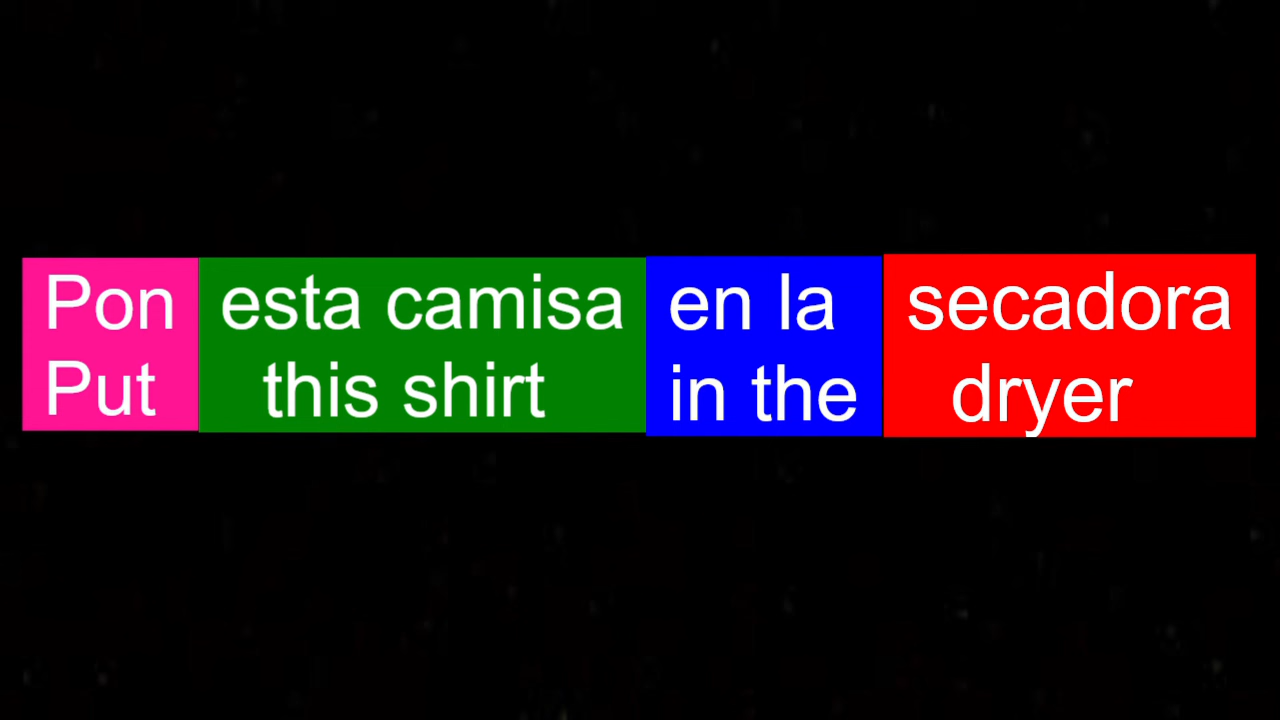 Pon esta camisa en la secadora
Put this shirt in the dryer